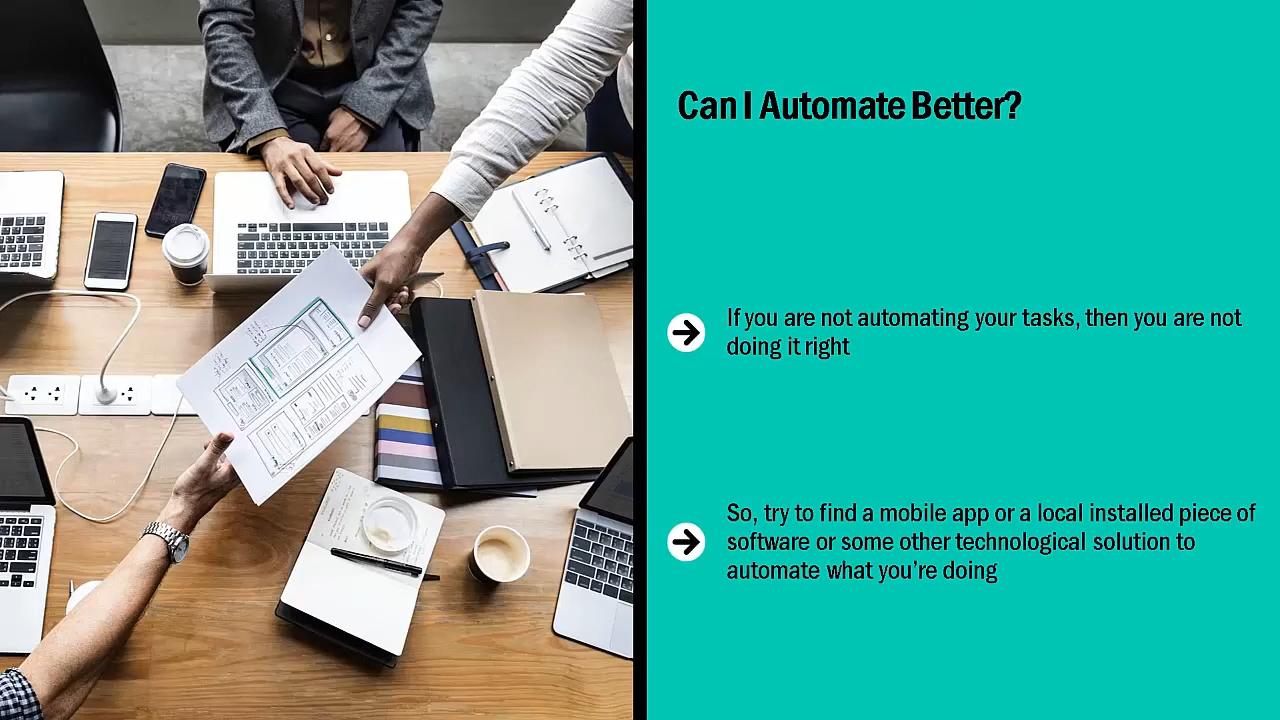 Can I Automate Better?
If you are not automating your tasks, then you are not
doing it right
So, try to find a mobile app or a local installed piece of
software or some other technological solution to
automate what you're doing